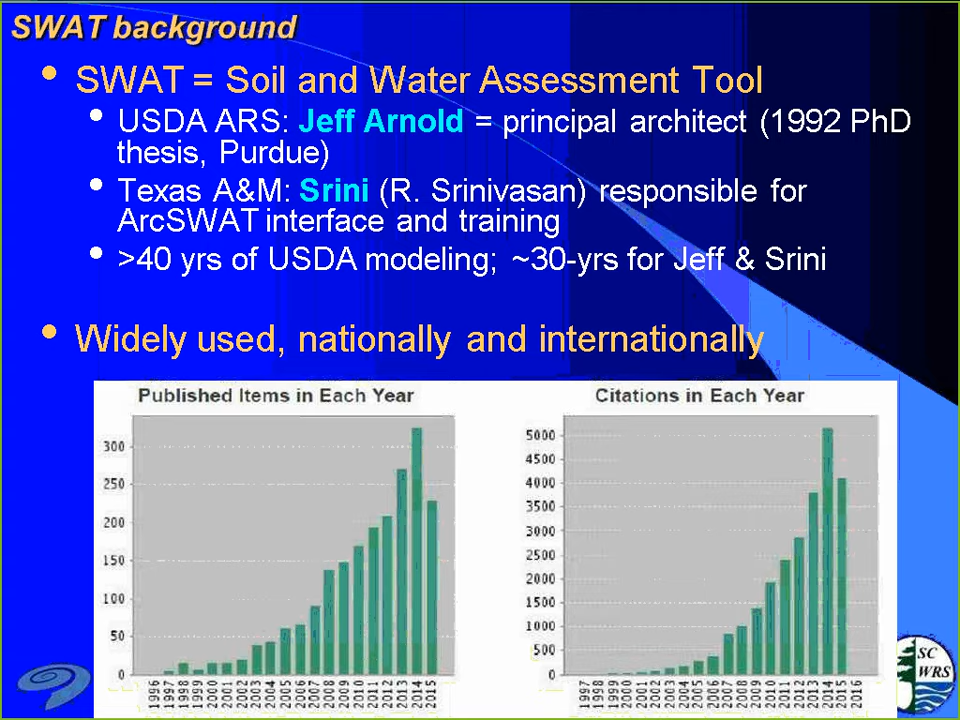 SWAT background
• SWAT = Soil and Water Assessment Tool
• USDA ARS: Jeff Arnold = principal architect (1992 PhD
thesis, Purdue)
• Texas A&M: Srini (R. Srinivasan) responsible for
ArcSWAT interface and training
• >40 yrs of USDA modeling; ~30-yrs for Jeff & Srini
• Widely used, nationally and internationally
Published Items in Each Year
300
250
200
150
100
50
0
1996 1997 1998 1999 2000 2001 2002 2003 2004 2005 2006 2007 2008 2009 2010 2011 2012 2013 2014 2015
Citations in Each Year
5000
4500
4000
3500
3000
2500
2000
1500
1000
500
0
1997 1998 1999 2000 2001 2002 2003 2004 2005 2006 2007 2008 2009 2010 2011 2012 2013 2014 2015 2016
SC
WRS